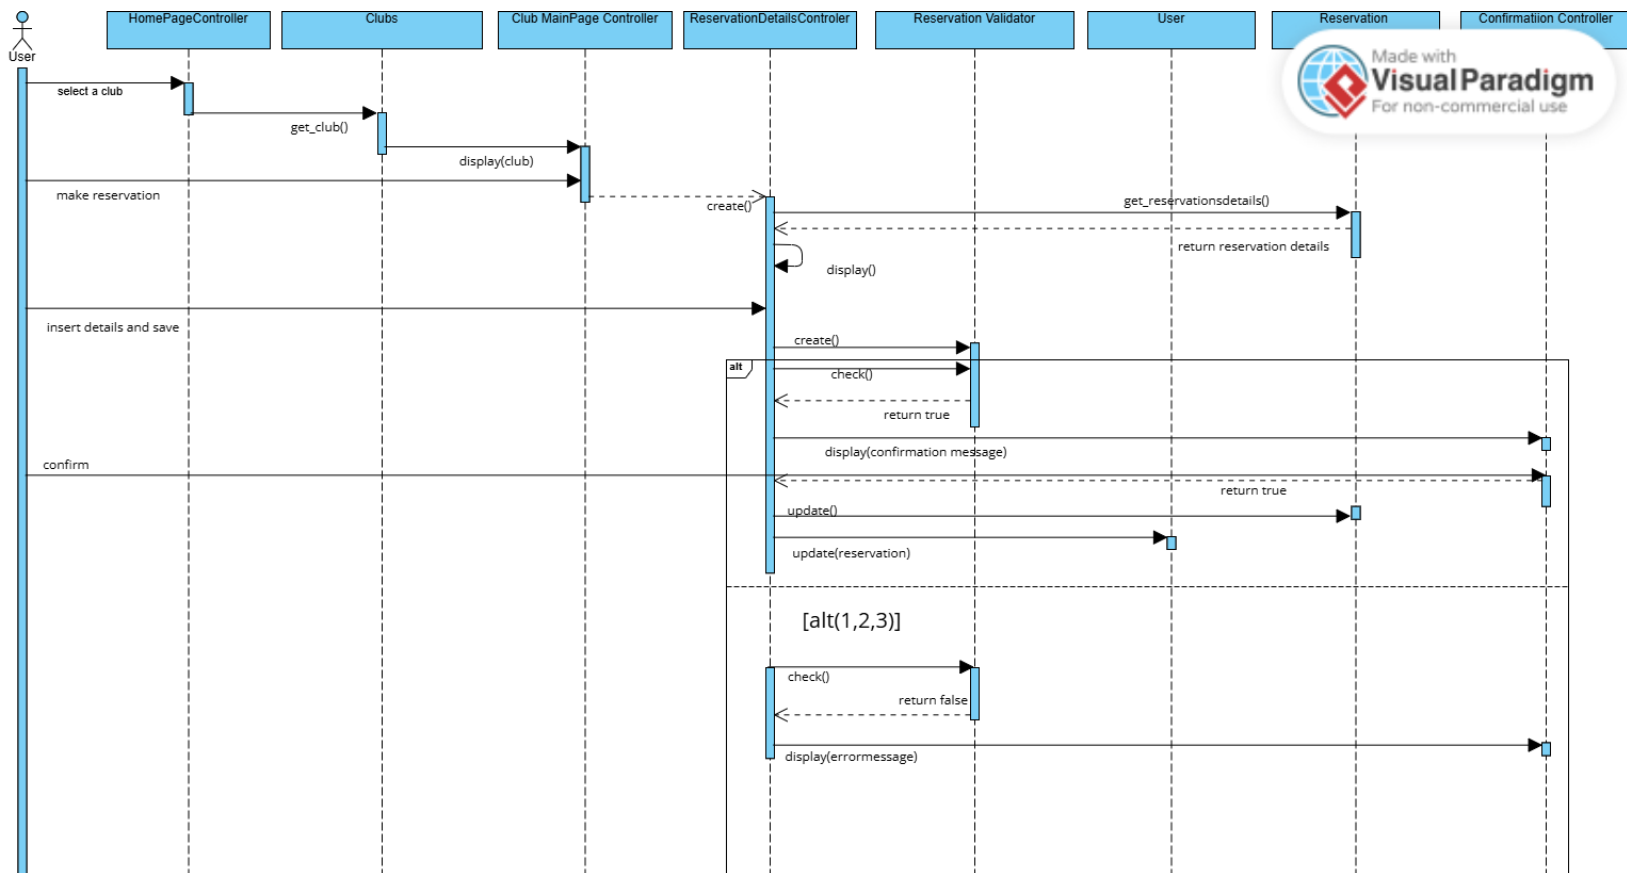 HomePageController
Clubs
Club MainPage Controller
ReservationDetailsControler
Reservation Validator
User
Reservation
Confirmatiion Controller
User
Made with
Visual Paradigm
For non-commercial use
select a club
get_club()
display(club)
make reservation
create()
get_reservationsdetails()
return reservation details
display()
insert details and save
create()
alt
check()
return true
display(confirmation message)
confirm
return true
update()
update(reservation)
[alt(1,2,3)]
check()
return false
display(errormessage)